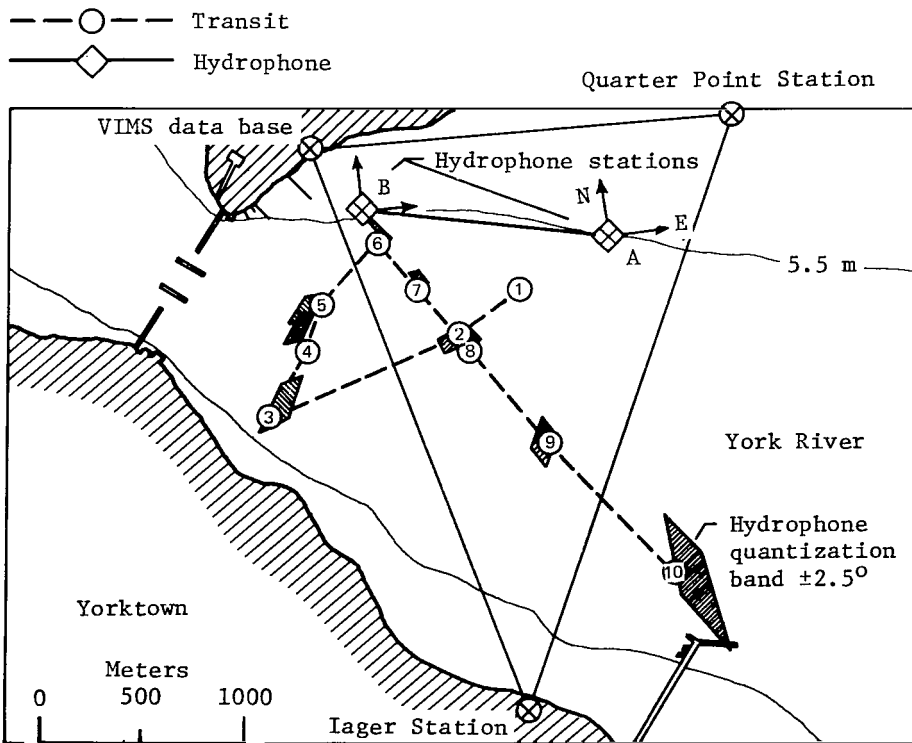 Transit
Hydrophone
Quarter Point Station
VIMS data base
Hydrophone stations
B
N
E
A
5.5 m
6
7
1
5
2
8
4
3
9
York River
Hydrophone
quantization
band ±2.5°
10
Yorktown
Meters
0 500 1000
Iager Station